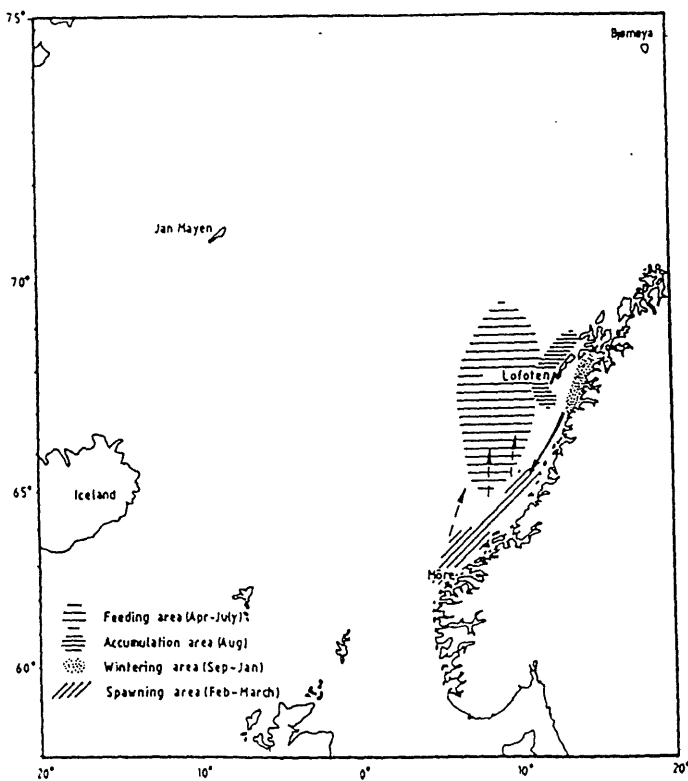 75°
Bjørnøya
Jan Mayen
70°
Lofoten
65°
Iceland
Möre
Feeding area (Apr-July)
Accumulation area (Aug)
60°
Wintering area (Sep-Jan)
Spawning area (Feb-March)
20° 10° 0° 10° 20°